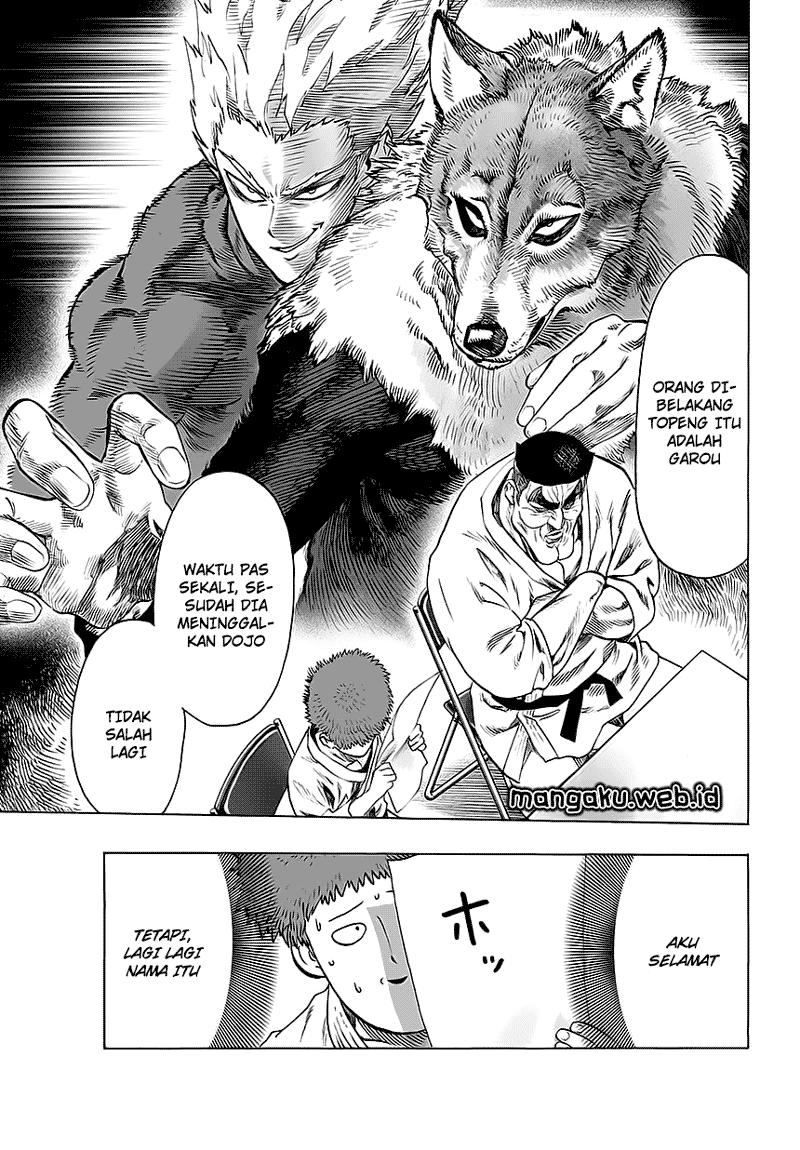 ORANG DI-
BELAKANG
TOPENG ITU
ADALAH
GAROU
WAKTU PAS
SEKALI, SE-
SUDAH DIA
MENINGGAL-
KAN DOJO
TIDAK
SALAH
LAGI
mangaku.web.id
AKU
SELAMAT
ホッ
TETAPI,
LAGI LAGI
NAMA ITU